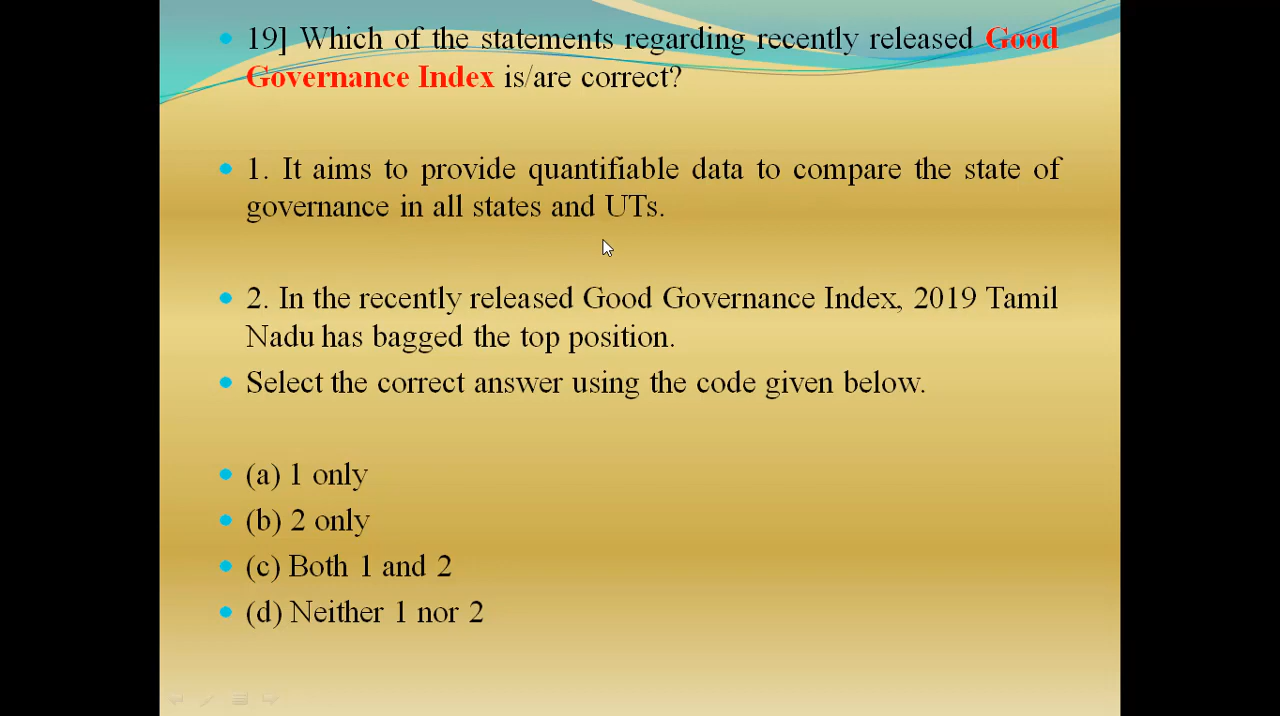 19] Which of the statements regarding recently released Good
Governance Index is/are correct?
1. It aims to provide quantifiable data to compare the state of
governance in all states and UTs.
2. In the recently released Good Governance Index, 2019 Tamil
Nadu has bagged the top position.
Select the correct answer using the code given below.
(a) 1 only
(b) 2 only
(c) Both 1 and 2
(d) Neither 1 nor 2